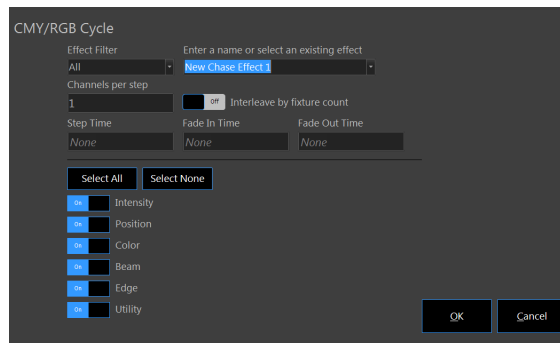 CMY/RGB Cycle
Effect Filter Enter a name or select an existing effect
All New Chase Effect 1
Channels per step
1 Off Interleave by fixture count
Step Time Fade In Time Fade Out Time
None None None
Select All Select None
On Intensity
On Position
On Color
On Beam
On Edge
On Utility
OK Cancel